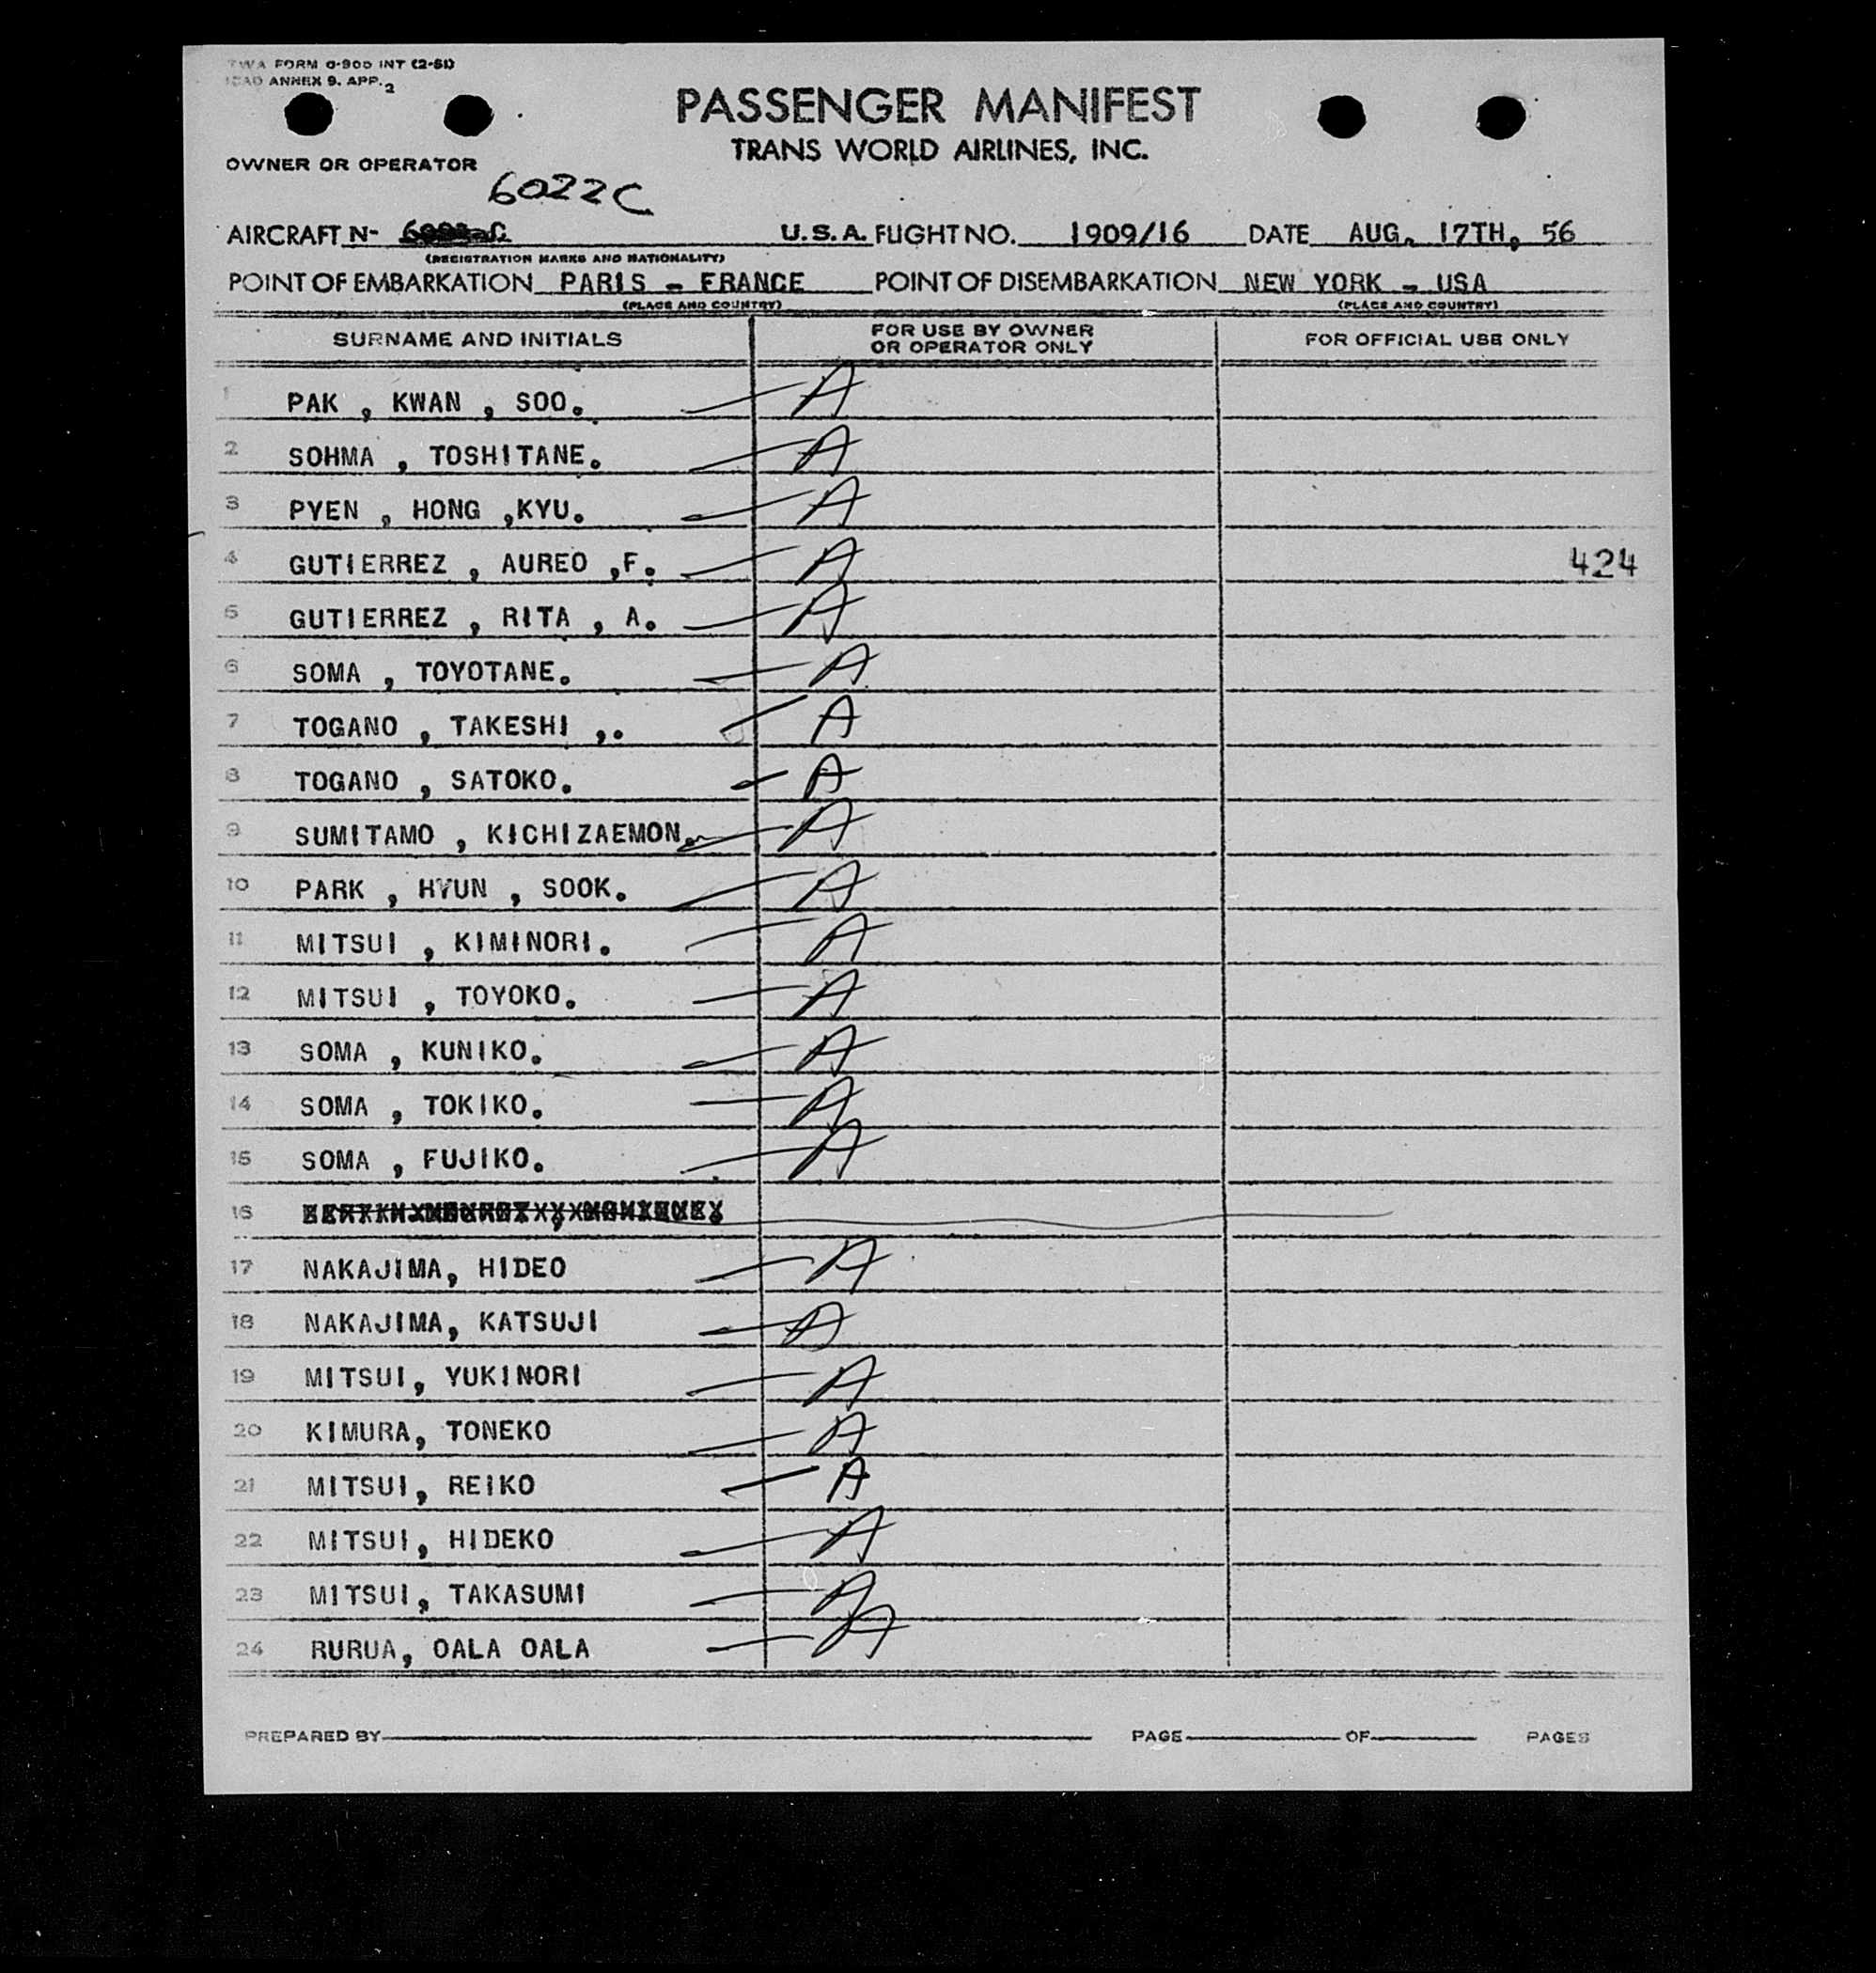 TWA FORM O-900 INT (2-51)
ICAO ANNEX 9. APP. 2
PASSENGER MANIFEST
TRANS WORLD AIRLINES, INC.
OWNER OR OPERATOR
6022C
AIRCRAFT N- U.S.A. FLIGHT NO. 1909/16 DATE AUG. 17TH, 56
(REGISTRATION MARKS AND NATIONALITY)
POINT OF EMBARKATION PARIS - FRANCE POINT OF DISEMBARKATION NEW YORK - USA
(PLACE AND COUNTRY) (PLACE AND COUNTRY)
SURNAME AND INITIALS FOR USE BY OWNER OR OPERATOR ONLY FOR OFFICIAL USE ONLY
1 PAK , KWAN , SOO. A
2 SOHMA , TOSHITANE. A
3 PYEN , HONG ,KYU. A
4 GUTIERREZ , AUREO ,F. A 424
5 GUTIERREZ , RITA , A. A
6 SOMA , TOYOTANE. A
7 TOGANO , TAKESHI ,. A
8 TOGANO , SATOKO. A
9 SUMITAMO , KICHIZAEMON. A
10 PARK , HYUN , SOOK. A
11 MITSUI , KIMINORI. A
12 MITSUI , TOYOKO. A
13 SOMA , KUNIKO. A
14 SOMA , TOKIKO. A
15 SOMA , FUJIKO. A
16
17 NAKAJIMA, HIDEO A
18 NAKAJIMA, KATSUJI A
19 MITSUI, YUKINORI A
20 KIMURA, TONEKO A
21 MITSUI, REIKO A
22 MITSUI, HIDEKO A
23 MITSUI, TAKASUMI A
24 RURUA, OALA OALA A
PREPARED BY PAGE OF PAGES